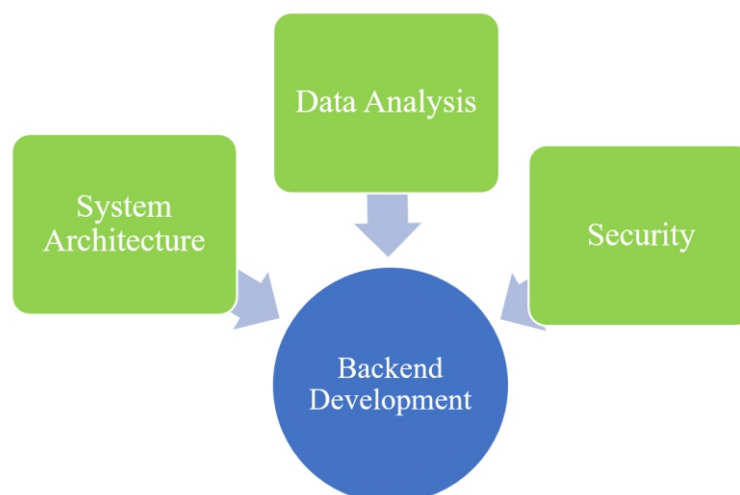 Data Analysis
System
Architecture
Security
Backend
Development